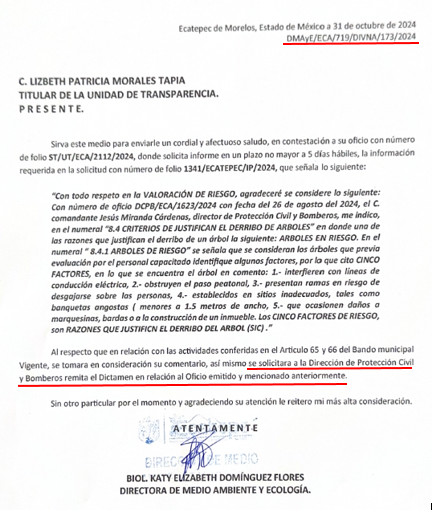 Ecatepec de Morelos, Estado de México a 31 de octubre de 2024
DMAyE/ECA/719/DIVNA/173/2024
C. LIZBETH PATRICIA MORALES TAPIA
TITULAR DE LA UNIDAD DE TRANSPARENCIA.
P R E S E N T E.
Sirva este medio para enviarle un cordial y afectuoso saludo, en contestación a su oficio con número
de folio ST/UT/ECA/2112/2024, donde solicita informe en un plazo no mayor a 5 días hábiles, la información
requerida en la solicitud con número de folio 1341/ECATEPEC/IP/2024, que señala lo siguiente:
"Con todo respeto en la VALORACIÓN DE RIESGO, agradeceré se considere lo siguiente:
Con número de oficio DCPB/ECA/1623/2024 con fecha del 26 de agosto del 2024, el C.
comandante Jesús Miranda Cárdenas, director de Protección Civil y Bomberos, me indico,
en el numeral "8.4 CRITERIOS DE JUSTIFICAN EL DERRIBO DE ARBOLES" en donde una de
las razones que justifican el derribo de un árbol la siguiente: ARBOLES EN RIESGO. En el
numeral " 8.4.1 ARBOLES DE RIESGO" se señala que se consideran los árboles que previa
evaluación por el personal capacitado identifique algunos factores, por lo que cito CINCO
FACTORES, en lo que se encuentra el árbol en comento: 1.- interfieren con líneas de
conducción eléctrica, 2.- obstruyen el paso peatonal, 3.- presentan ramas en riesgo de
desgajarse sobre las personas, 4.- establecidos en sitios inadecuados, tales como
banquetas angostas ( menores a 1.5 metros de ancho, 5.- que ocasionen daños a
marquesinas, bardas o a la construcción de un inmueble. Los CINCO FACTORES DE RIESGO,
son RAZONES QUE JUSTIFICAN EL DERRIBO DEL ARBOL (SIC) ."
Al respecto que en relación con las actividades conferidas en el Artículo 65 y 66 del Bando municipal
Vigente, se tomara en consideración su comentario, así mismo se solicitara a la Dirección de Protección Civil
y Bomberos remita el Dictamen en relación al Oficio emitido y mencionado anteriormente.
Sin otro particular por el momento y agradeciendo su atención le reitero mi más alta consideración.
ATENTAMENTE
DE MEDIO
BIOL. KATY ELIZABETH DOMÍNGUEZ FLORES
DIRECTORA DE MEDIO AMBIENTE Y ECOLOGÍA.